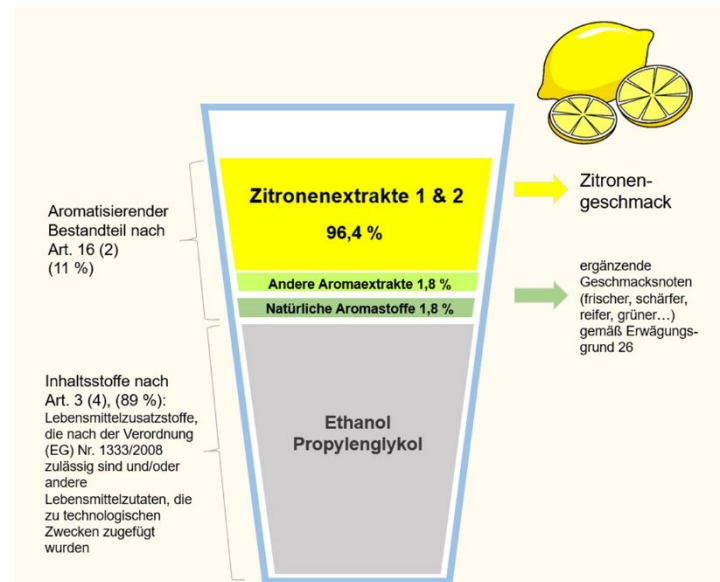 Aromatisierender
Bestandteil nach
Art. 16 (2)
(11 %)
Zitronenextrakte 1 & 2
96,4 %
Zitronen-
geschmack
Andere Aromaextrakte 1,8 %
Natürliche Aromastoffe 1,8 %
ergänzende
Geschmacksnoten
(frischer, schärfer,
reifer, grüner…)
gemäß Erwägungs-
grund 26
Inhaltsstoffe nach
Art. 3 (4), (89 %):
Lebensmittelzusatzstoffe,
die nach der Verordnung
(EG) Nr. 1333/2008
zulässig sind und/oder
andere
Lebensmittelzutaten, die
zu technologischen
Zwecken zugefügt
wurden
Ethanol
Propylenglykol